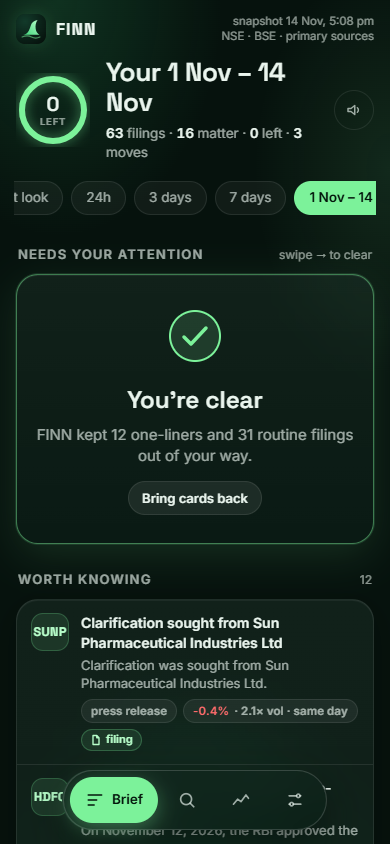 FINN
snapshot 14 Nov, 5:08 pm
NSE · BSE · primary sources
0
LEFT
Your 1 Nov – 14
Nov
63 filings · 16 matter · 0 left · 3
moves
t look
24h
3 days
7 days
1 Nov – 14
NEEDS YOUR ATTENTION
swipe → to clear
You're clear
FINN kept 12 one-liners and 31 routine filings
out of your way.
Bring cards back
WORTH KNOWING
12
SUNP
Clarification sought from Sun
Pharmaceutical Industries Ltd
Clarification was sought from Sun
Pharmaceutical Industries Ltd.
press release
-0.4% · 2.1× vol · same day
filing
Brief
On November 12, 2026, the RBI approved the